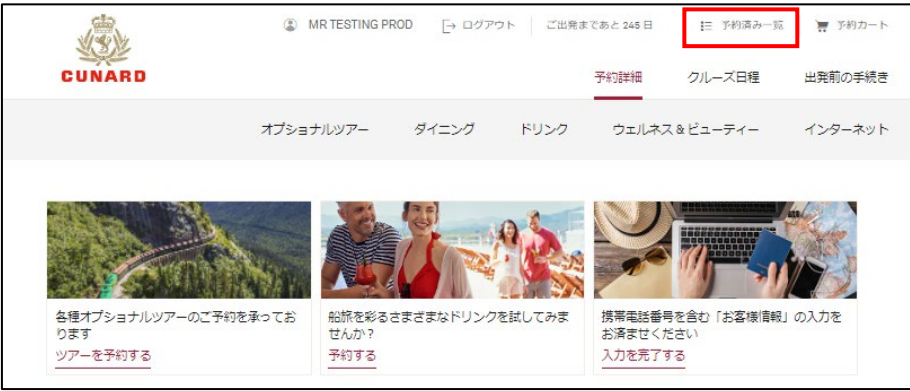 MR TESTING PROD ログアウト ご出発まであと 245 日 予約済み一覧 予約カート
CUNARD
予約詳細 クルーズ日程 出発前の手続き
オプショナルツアー ダイニング ドリンク ウェルネス＆ビューティー インターネット
各種オプショナルツアーのご予約を承ってお
ります
ツアーを予約する
船旅を彩るさまざまなドリンクを試してみま
せんか？
予約する
携帯電話番号を含む「お客様情報」の入力を
お済ませください
入力を完了する